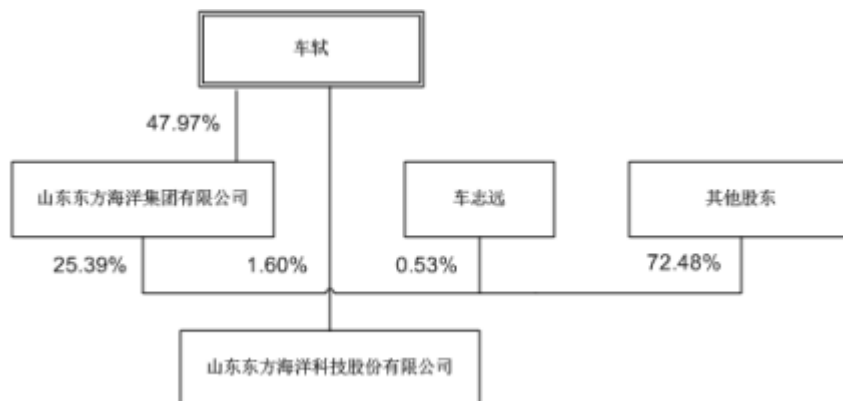 车轼
47.97%
山东东方海洋集团有限公司
车志远
其他股东
25.39%
1.60%
0.53%
72.48%
山东东方海洋科技股份有限公司